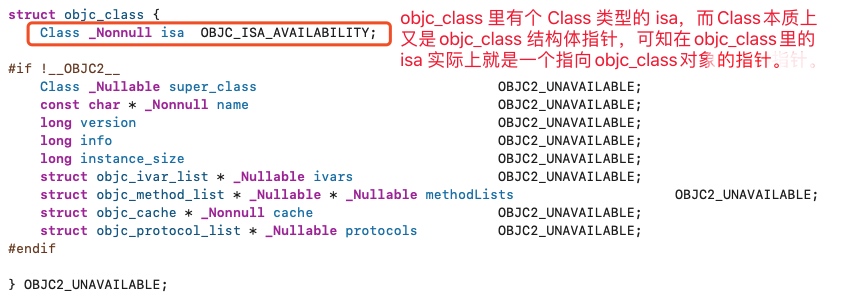 struct objc_class {
Class _Nonnull isa OBJC_ISA_AVAILABILITY;
objc_class 里有个 Class 类型的 isa，而Class本质上
又是objc_class 结构体指针，可知在objc_class里的
isa 实际上就是一个指向objc_class对象的指针。
#if !__OBJC2__
Class _Nullable super_class OBJC2_UNAVAILABLE;
const char * _Nonnull name OBJC2_UNAVAILABLE;
long version OBJC2_UNAVAILABLE;
long info OBJC2_UNAVAILABLE;
long instance_size OBJC2_UNAVAILABLE;
struct objc_ivar_list * _Nullable ivars OBJC2_UNAVAILABLE;
struct objc_method_list * _Nullable * _Nullable methodLists OBJC2_UNAVAILABLE;
struct objc_cache * _Nonnull cache OBJC2_UNAVAILABLE;
struct objc_protocol_list * _Nullable protocols OBJC2_UNAVAILABLE;
#endif
} OBJC2_UNAVAILABLE;